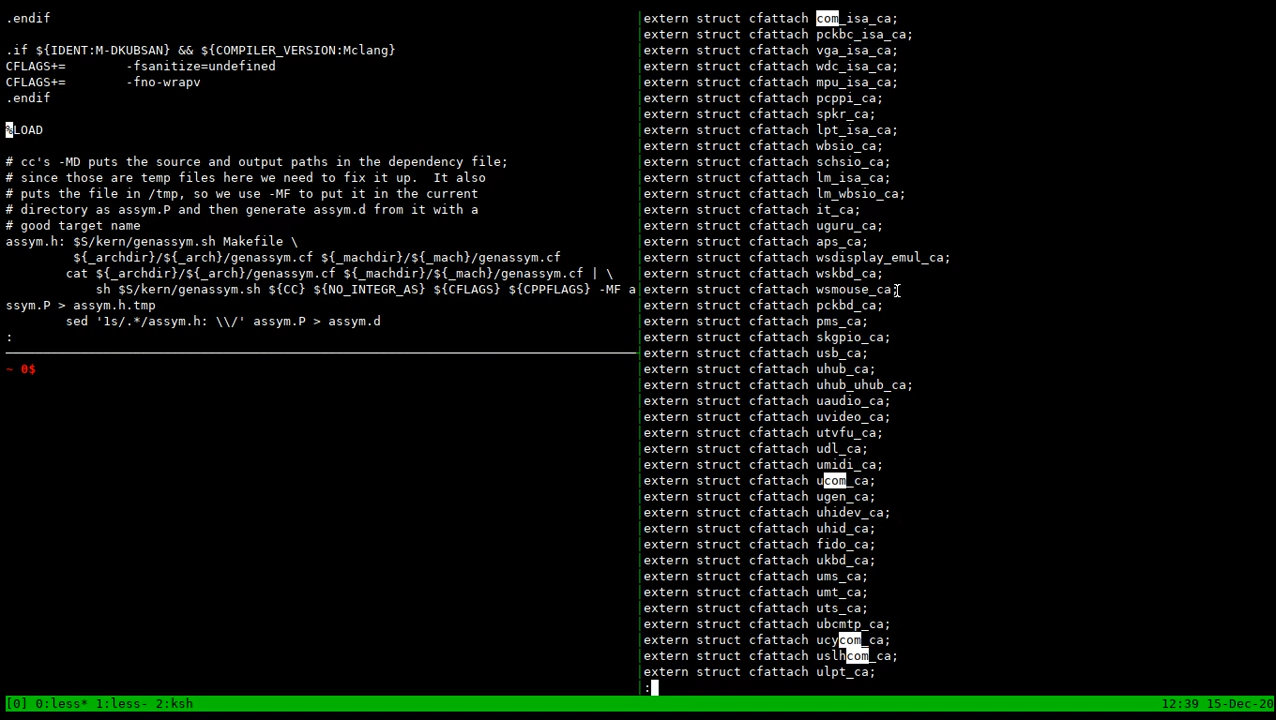 .endif

.if ${IDENT:M-DKUBSAN} && ${COMPILER_VERSION:Mclang}
CFLAGS+=        -fsanitize=undefined
CFLAGS+=        -fno-wrapv
.endif

%LOAD

# cc's -MD puts the source and output paths in the dependency file;
# since those are temp files here we need to fix it up.  It also
# puts the file in /tmp, so we use -MF to put it in the current
# directory as assym.P and then generate assym.d from it with a
# good target name
assym.h: $S/kern/genassym.sh Makefile \
         ${_archdir}/${_arch}/genassym.cf ${_machdir}/${_mach}/genassym.cf
        cat ${_archdir}/${_arch}/genassym.cf ${_machdir}/${_mach}/genassym.cf | \
            sh $S/kern/genassym.sh ${CC} ${NO_INTEGR_AS} ${CFLAGS} ${CPPFLAGS} -MF a
ssym.P > assym.h.tmp
        sed '1s/.*/assym.h: \\/' assym.P > assym.d
:
~ 0$
extern struct cfattach com_isa_ca;
extern struct cfattach pckbc_isa_ca;
extern struct cfattach vga_isa_ca;
extern struct cfattach wdc_isa_ca;
extern struct cfattach mpu_isa_ca;
extern struct cfattach pcppi_ca;
extern struct cfattach spkr_ca;
extern struct cfattach lpt_isa_ca;
extern struct cfattach wbsio_ca;
extern struct cfattach schsio_ca;
extern struct cfattach lm_isa_ca;
extern struct cfattach lm_wbsio_ca;
extern struct cfattach it_ca;
extern struct cfattach uguru_ca;
extern struct cfattach aps_ca;
extern struct cfattach wsdisplay_emul_ca;
extern struct cfattach wskbd_ca;
extern struct cfattach wsmouse_ca;
extern struct cfattach pckbd_ca;
extern struct cfattach pms_ca;
extern struct cfattach skgpio_ca;
extern struct cfattach usb_ca;
extern struct cfattach uhub_ca;
extern struct cfattach uhub_uhub_ca;
extern struct cfattach uaudio_ca;
extern struct cfattach uvideo_ca;
extern struct cfattach utvfu_ca;
extern struct cfattach udl_ca;
extern struct cfattach umidi_ca;
extern struct cfattach ucom_ca;
extern struct cfattach ugen_ca;
extern struct cfattach uhidev_ca;
extern struct cfattach uhid_ca;
extern struct cfattach fido_ca;
extern struct cfattach ukbd_ca;
extern struct cfattach ums_ca;
extern struct cfattach umt_ca;
extern struct cfattach uts_ca;
extern struct cfattach ubcmtp_ca;
extern struct cfattach ucycom_ca;
extern struct cfattach uslhcom_ca;
extern struct cfattach ulpt_ca;
:
[0] 0:less* 1:less- 2:ksh 12:39 15-Dec-20